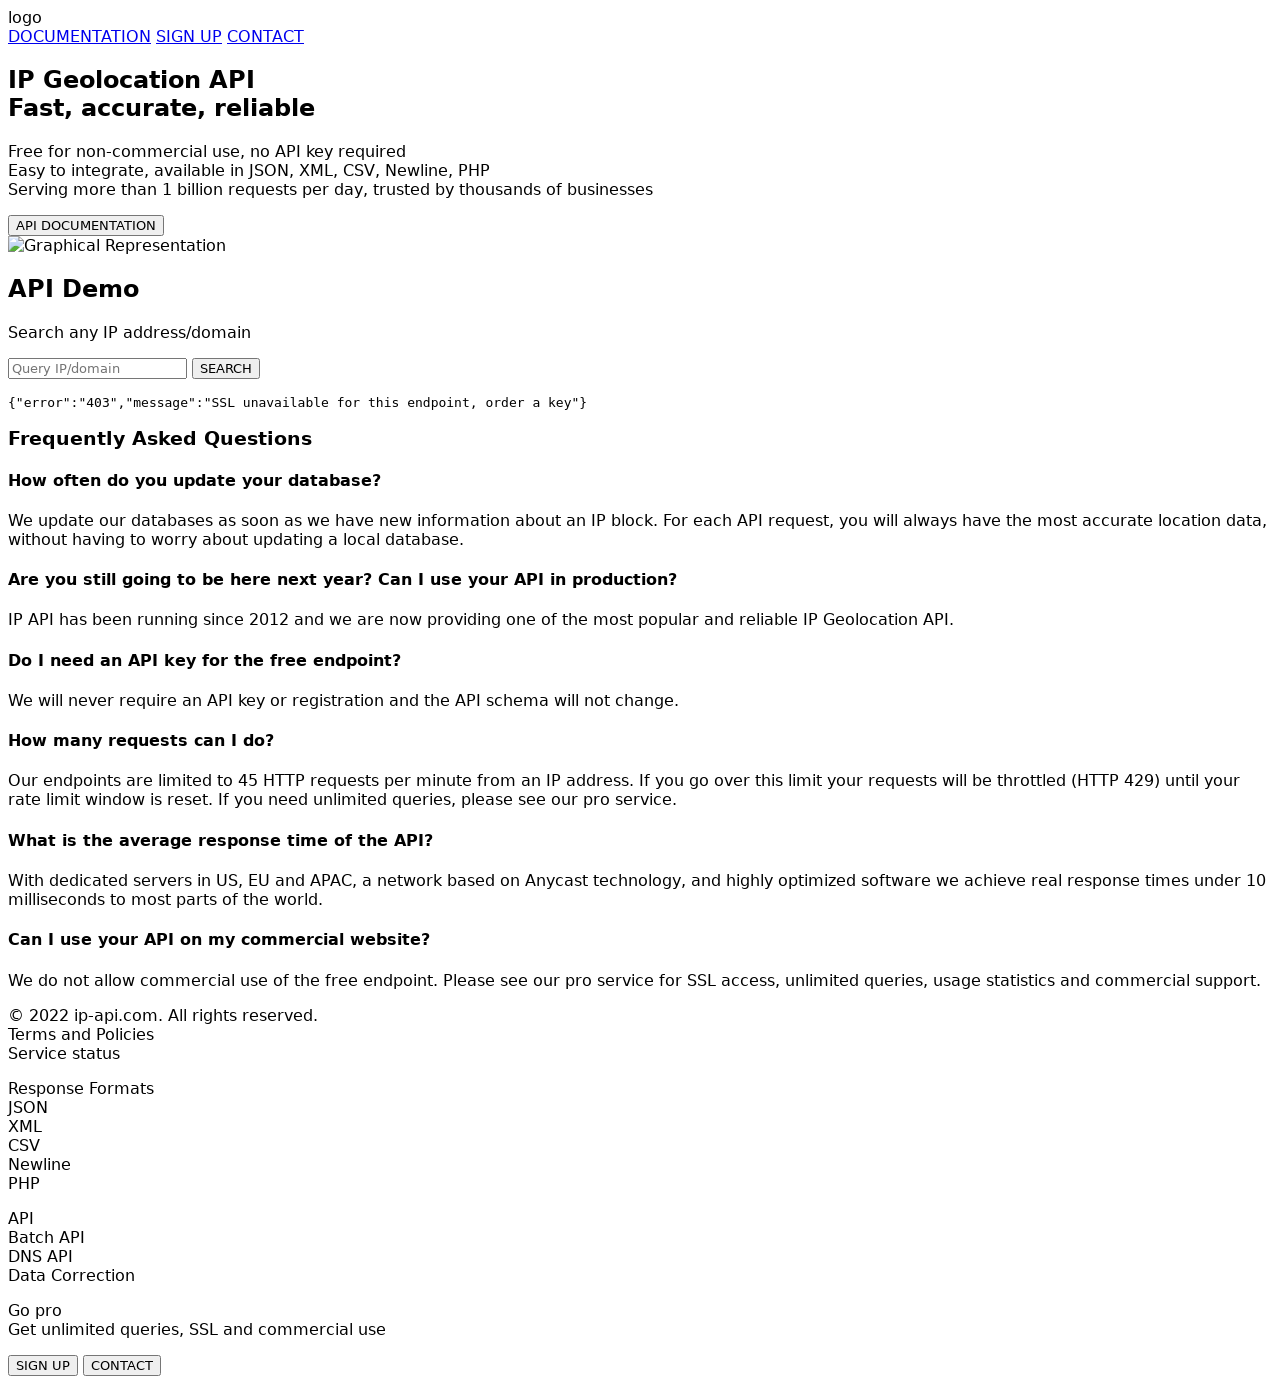 logo
DOCUMENTATION SIGN UP CONTACT
IP Geolocation API
Fast, accurate, reliable
Free for non-commercial use, no API key required
Easy to integrate, available in JSON, XML, CSV, Newline, PHP
Serving more than 1 billion requests per day, trusted by thousands of businesses
API DOCUMENTATION
Graphical Representation
API Demo
Search any IP address/domain
Query IP/domain SEARCH
{"error":"403","message":"SSL unavailable for this endpoint, order a key"}
Frequently Asked Questions
How often do you update your database?
We update our databases as soon as we have new information about an IP block. For each API request, you will always have the most accurate location data,
without having to worry about updating a local database.
Are you still going to be here next year? Can I use your API in production?
IP API has been running since 2012 and we are now providing one of the most popular and reliable IP Geolocation API.
Do I need an API key for the free endpoint?
We will never require an API key or registration and the API schema will not change.
How many requests can I do?
Our endpoints are limited to 45 HTTP requests per minute from an IP address. If you go over this limit your requests will be throttled (HTTP 429) until your
rate limit window is reset. If you need unlimited queries, please see our pro service.
What is the average response time of the API?
With dedicated servers in US, EU and APAC, a network based on Anycast technology, and highly optimized software we achieve real response times under 10
milliseconds to most parts of the world.
Can I use your API on my commercial website?
We do not allow commercial use of the free endpoint. Please see our pro service for SSL access, unlimited queries, usage statistics and commercial support.
© 2022 ip-api.com. All rights reserved.
Terms and Policies
Service status
Response Formats
JSON
XML
CSV
Newline
PHP
API
Batch API
DNS API
Data Correction
Go pro
Get unlimited queries, SSL and commercial use
SIGN UP CONTACT